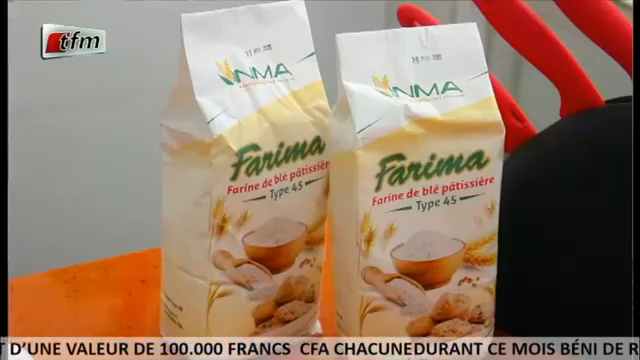 tfm
NMA
Farima
Farine de blé pâtissière
Type 45
NMA
Farima
Farine de blé pâtissière
Type 45
T D'UNE VALEUR DE 100.000 FRANCS CFA CHACUNEDURANT CE MOIS BÉNI DE R